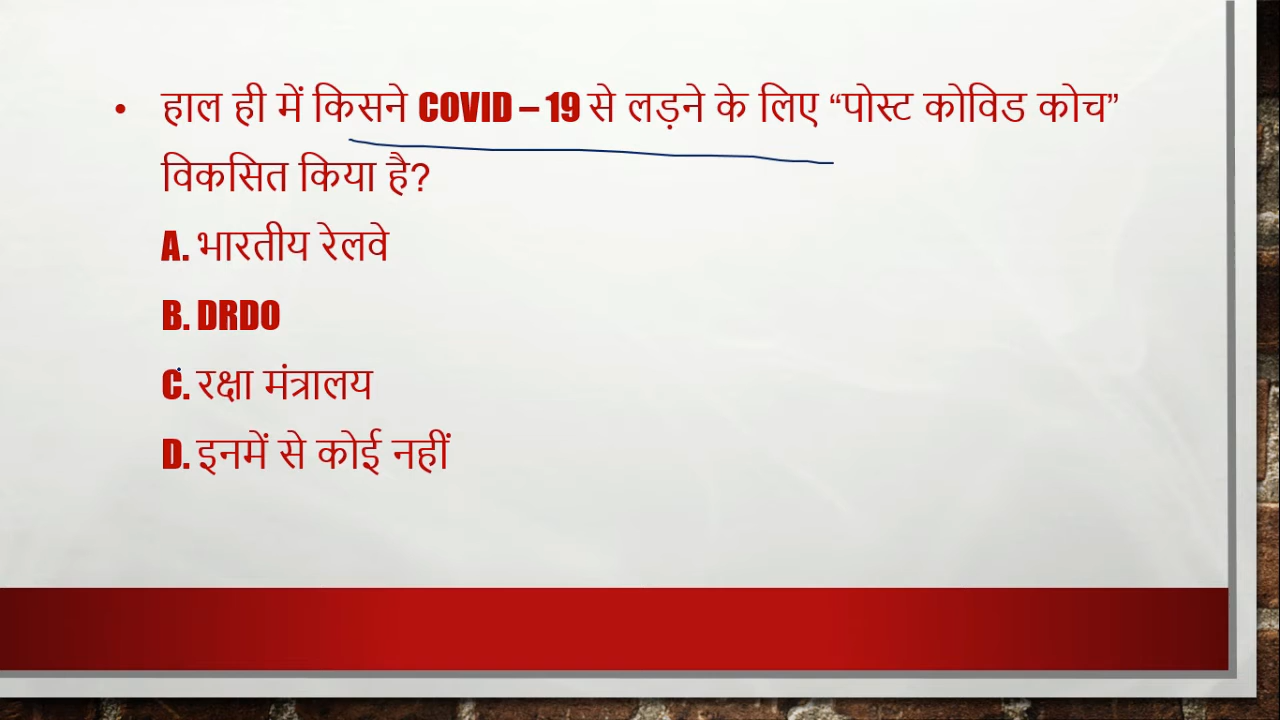 • हाल ही में किसने COVID – 19 से लड़ने के लिए “पोस्ट कोविड कोच”
विकसित किया है?
A. भारतीय रेलवे
B. DRDO
C. रक्षा मंत्रालय
D. इनमें से कोई नहीं